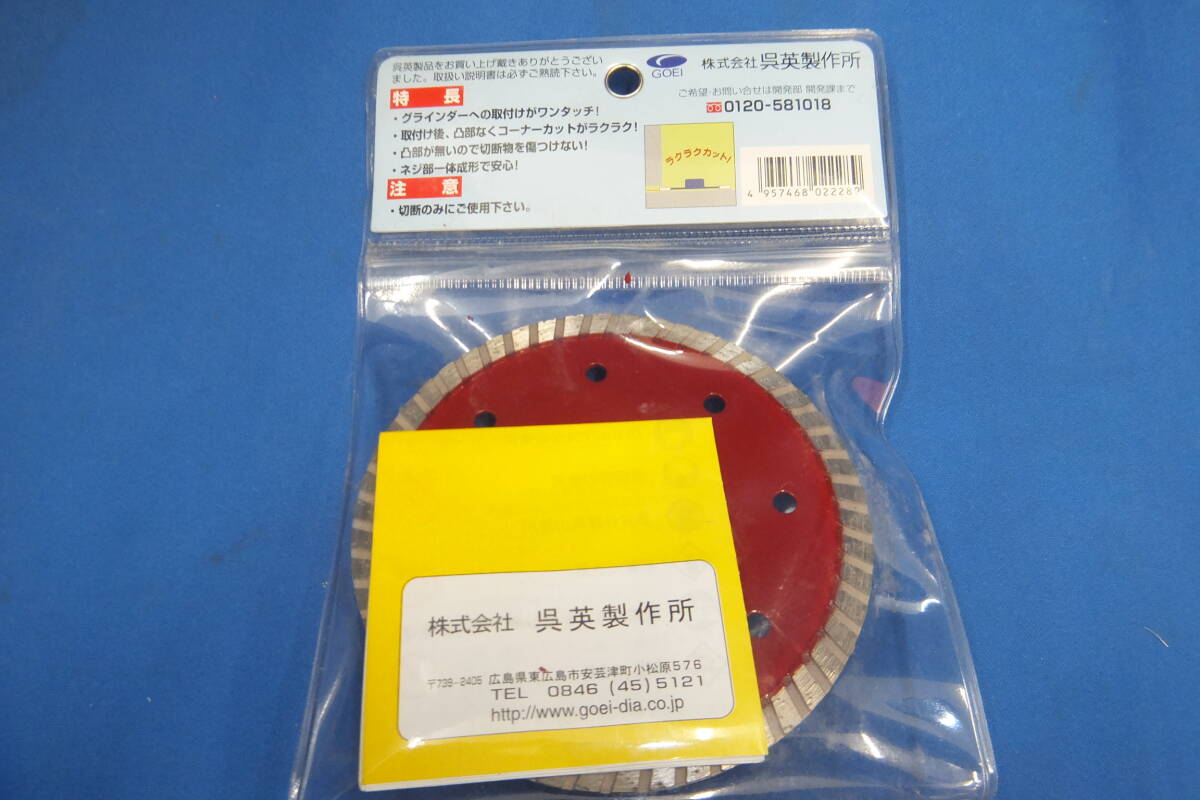 呉英製品をお買い上げ戴きありがとうござい
ました。取扱い説明書は必ずご熟読下さい。
特 長
・グラインダーへの取付けがワンタッチ!
・取付け後、凸部なくコーナーカットがラクラク!
・凸部が無いので切断物を傷つけない!
・ネジ部一体成形で安心!
注 意
・切断のみにご使用下さい。
GOEI
株式会社 呉英製作所
ご希望・お問い合せは開発部 開発課まで
0120-581018
ラクラクカット!
4 957468 022282
株式会社 呉英製作所
〒739-2405 広島県東広島市安芸津町小松原576
TEL 0846 (45) 5121
http://www.goei-dia.co.jp